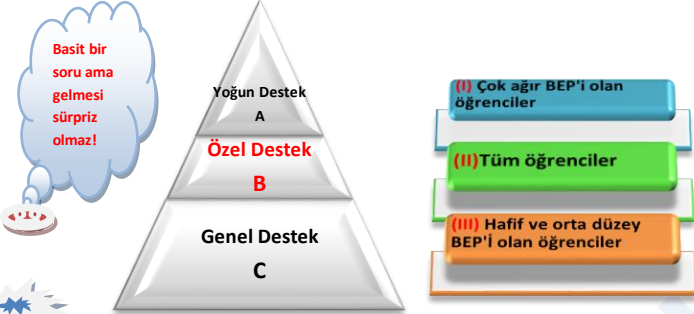 Basit bir
soru ama
gelmesi
sürpriz
olmaz!
Yoğun Destek
A
Özel Destek
B
Genel Destek
C
(I) Çok ağır BEP'i olan
öğrenciler
(II)Tüm öğrenciler
(III) Hafif ve orta düzey
BEP'İ olan öğrenciler